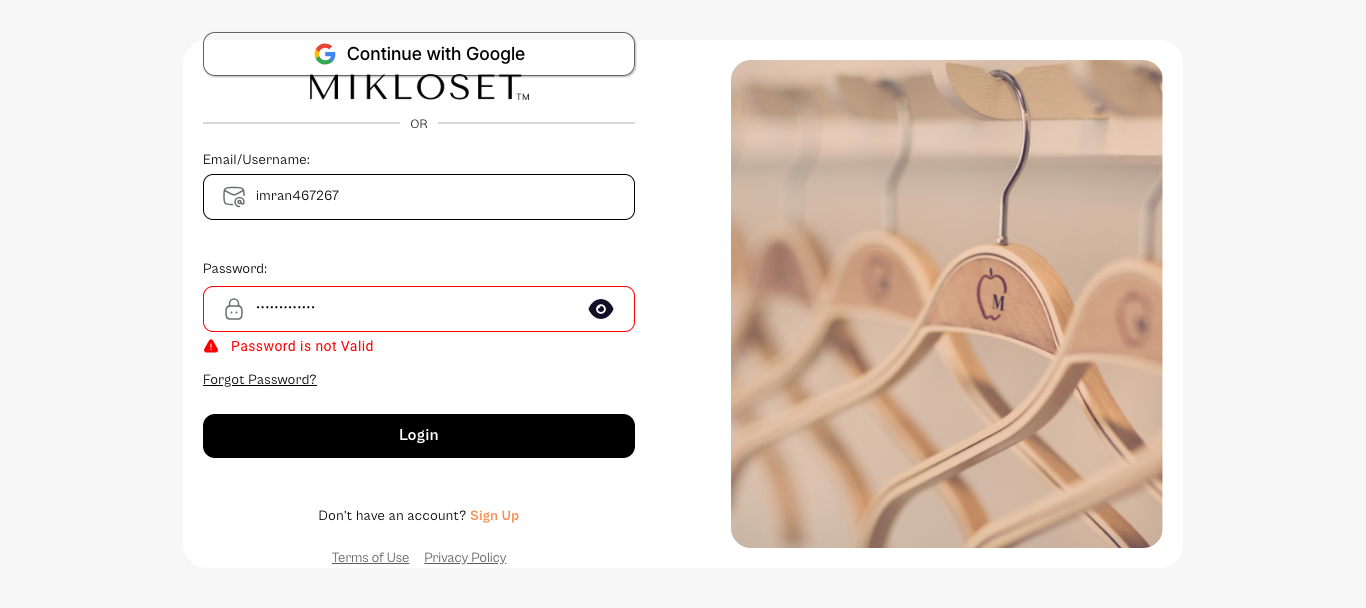 Continue with Google
MIKLOSET™
OR
Email/Username:
imran467267
Password:
•••••••••••••
Password is not Valid
Forgot Password?
Login
Don't have an account? Sign Up
Terms of Use Privacy Policy
M